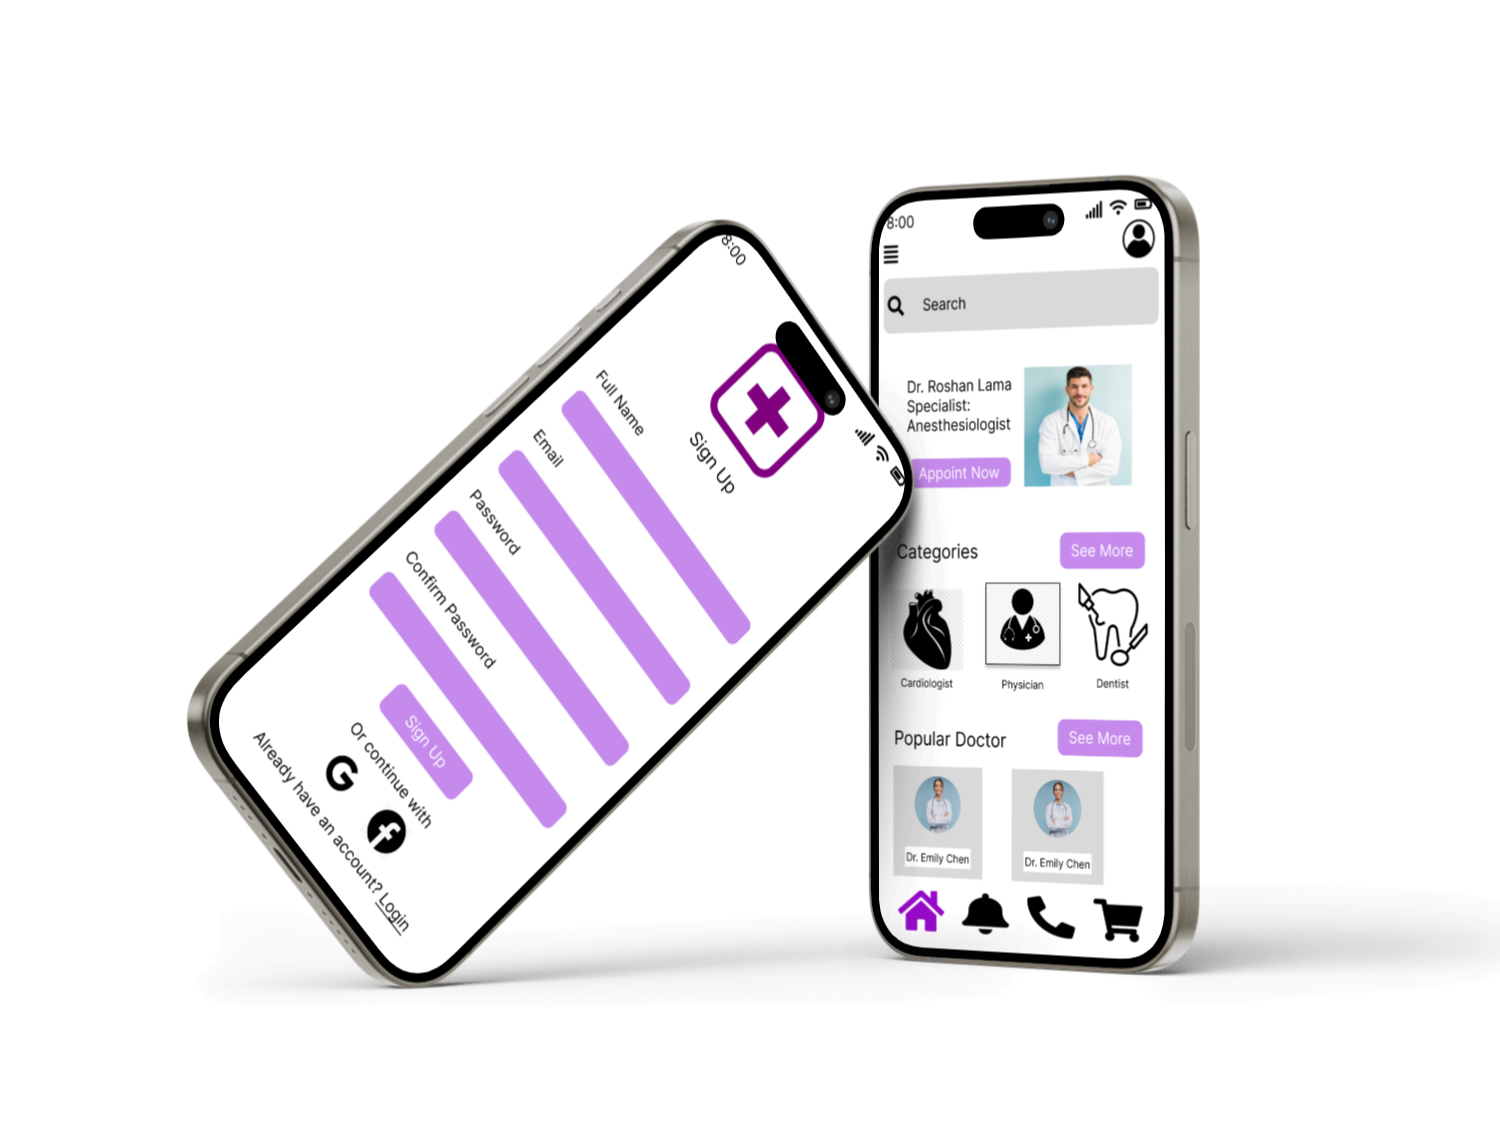 8:00
Sign Up
Full Name
Email
Password
Confirm Password
Sign Up
Or continue with
G
f
Already have an account? Login
8:00
Search
Dr. Roshan Lama
Specialist:
Anesthesiologist
Appoint Now
Categories
See More
Cardiologist
Physician
Dentist
Popular Doctor
See More
Dr. Emily Chen
Dr. Emily Chen